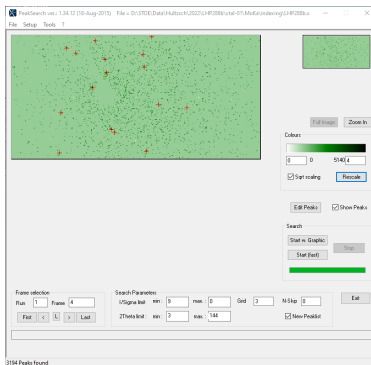 PeakSearch ver.: 1.34.12 (10-Aug-2015) File =
File Setup Tools ?
Full Image Zoom In
Colours
0 0 5140 4
Sqrt scaling Rescale
Edit Peaks Show Peaks
Search
Start w. Graphic
Stop
Start (fast)
Frame selection
Run 1 Frame 4
First < L > Last
Search Parameters
I/Sigma limit min: 9 max.: 0 Grid 3 N-Skip 0
2Theta limit: min: 3 max.: 144 New Peaklist
Exit
3194 Peaks found